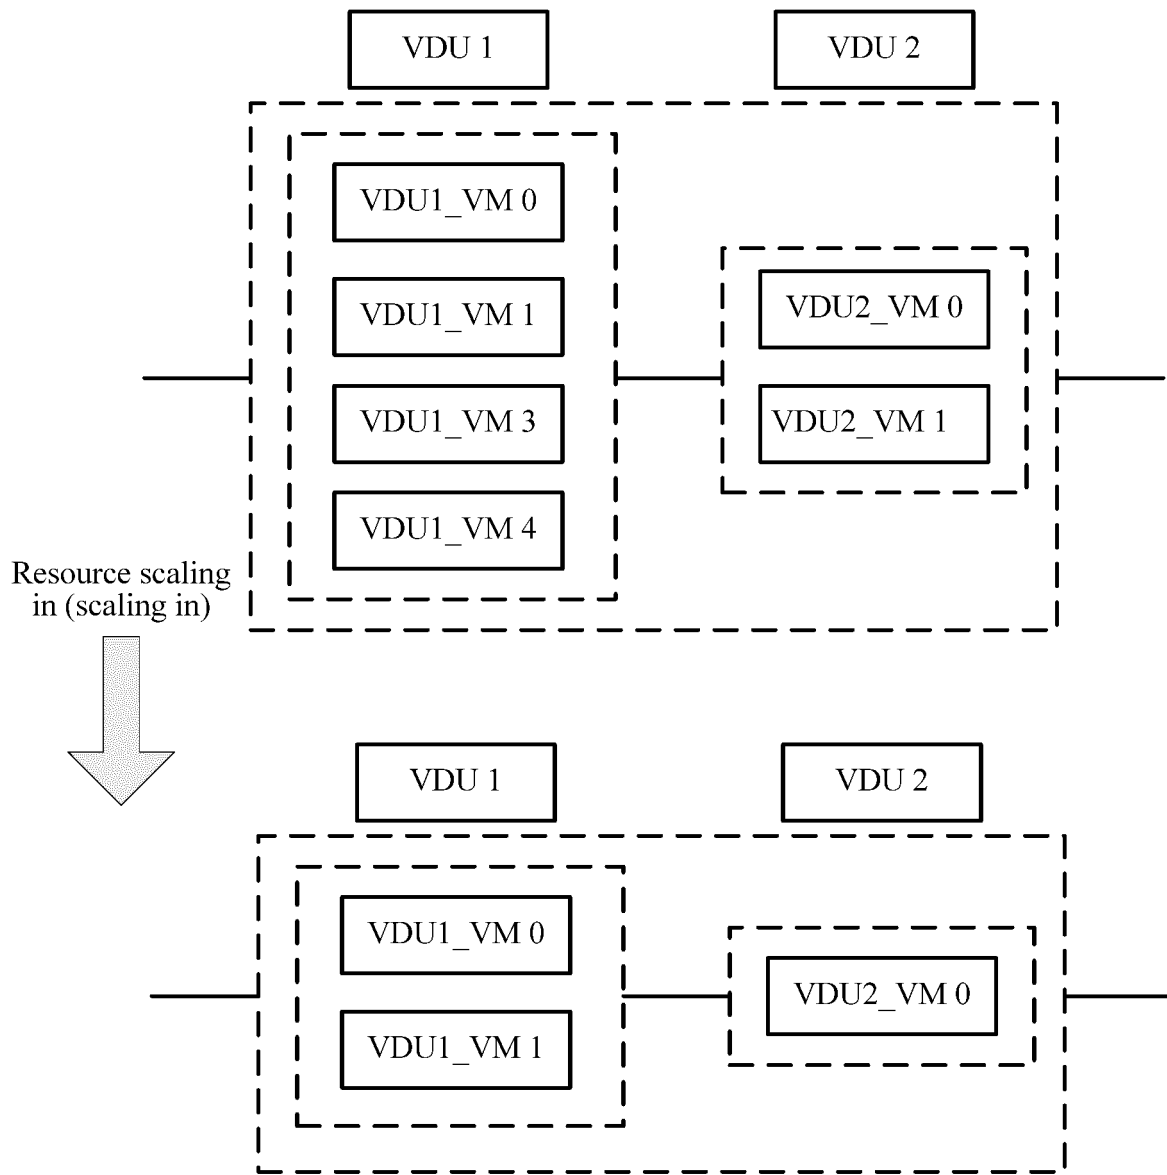 VDU 1
VDU 2
VDU1_VM 0
VDU1_VM 1
VDU1_VM 3
VDU1_VM 4
VDU2_VM 0
VDU2_VM 1
Resource scaling
in (scaling in)
VDU 1
VDU 2
VDU1_VM 0
VDU1_VM 1
VDU2_VM 0